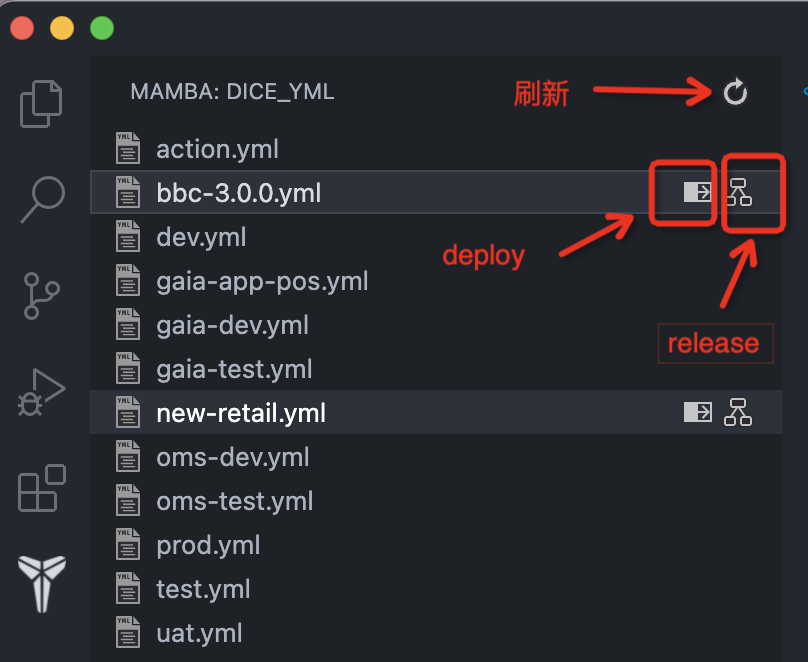 MAMBA: DICE_YML
刷新
action.yml
bbc-3.0.0.yml
dev.yml
deploy
gaia-app-pos.yml
gaia-dev.yml
release
gaia-test.yml
new-retail.yml
oms-dev.yml
oms-test.yml
prod.yml
test.yml
uat.yml